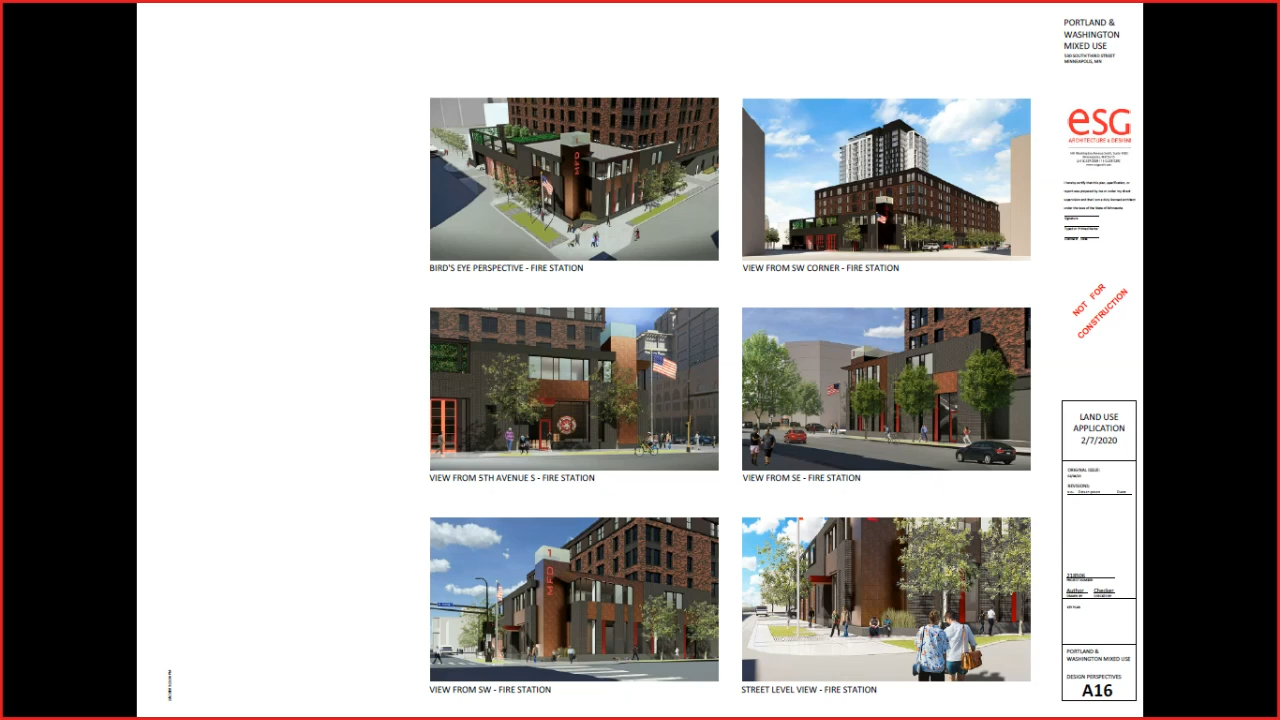 PORTLAND &
WASHINGTON
MIXED USE
MINNEAPOLIS, MN
esG
ARCHITECTURE & DESIGN
NOT FOR
CONSTRUCTION
BIRD'S EYE PERSPECTIVE - FIRE STATION
VIEW FROM SW CORNER - FIRE STATION
VIEW FROM 5TH AVENUE S - FIRE STATION
VIEW FROM SE - FIRE STATION
VIEW FROM SW - FIRE STATION
STREET LEVEL VIEW - FIRE STATION
MFD
MFD 1
LAND USE
APPLICATION
2/7/2020
ORIGINAL ISSUE:
REVISIONS:
Author Checker
PORTLAND &
WASHINGTON MIXED USE
DESIGN PERSPECTIVES
A16